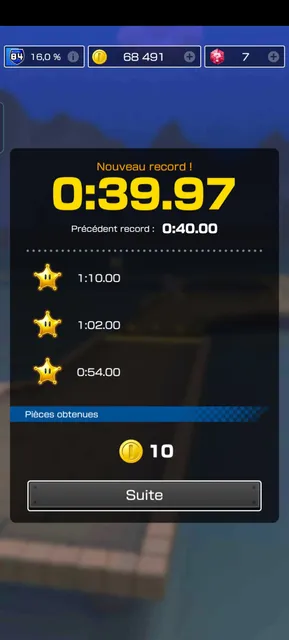 84 16,0 % 68 491 7
Nouveau record !
0:39.97
Précédent record : 0:40.00
1:10.00
1:02.00
0:54.00
Pièces obtenues
10
Suite